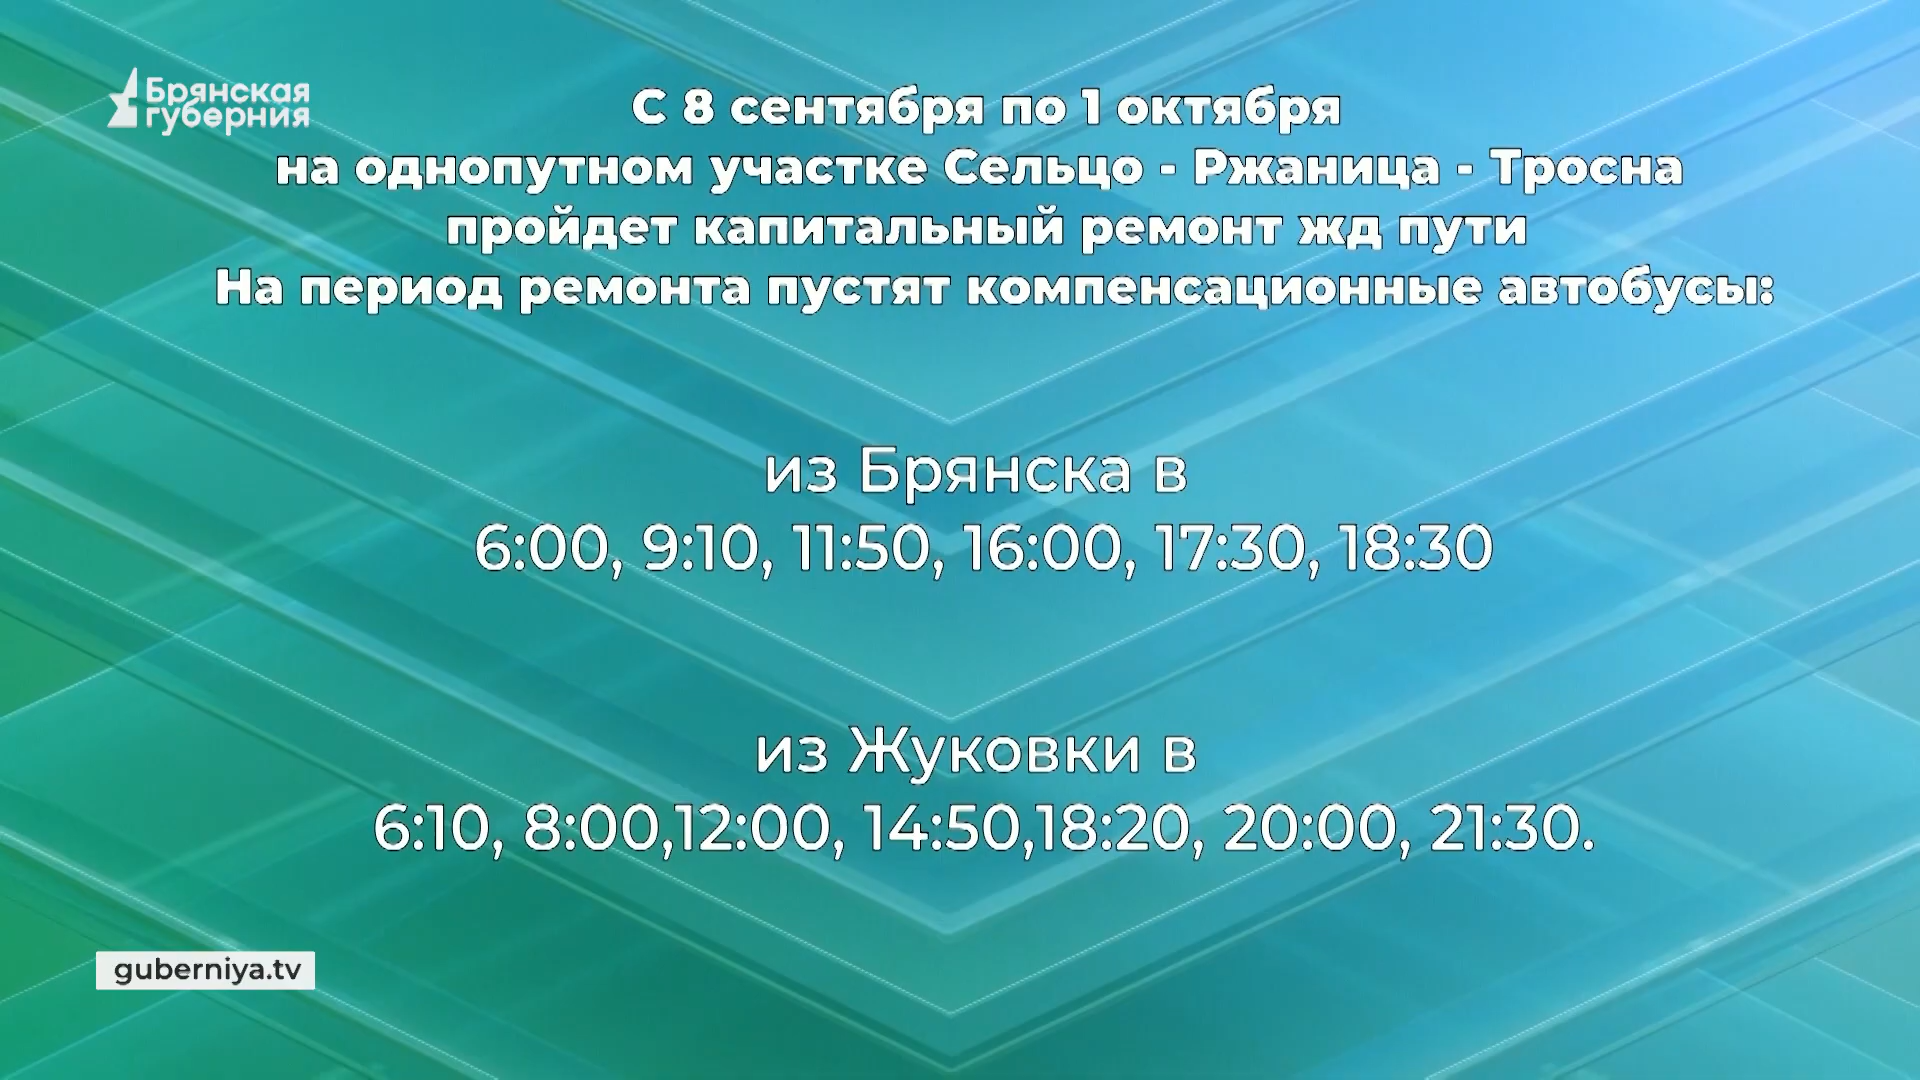 Брянская
губерния
С 8 сентября по 1 октября
на однопутном участке Сельцо - Ржаница - Тросна
пройдет капитальный ремонт жд пути
На период ремонта пустят компенсационные автобусы:
из Брянска в
6:00, 9:10, 11:50, 16:00, 17:30, 18:30
из Жуковки в
6:10, 8:00,12:00, 14:50,18:20, 20:00, 21:30.
guberniya.tv